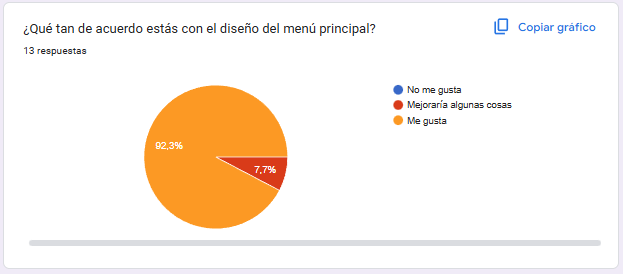 ¿Qué tan de acuerdo estás con el diseño del menú principal?
Copiar gráfico
13 respuestas
No me gusta
Mejoraría algunas cosas
Me gusta
92,3%
7,7%